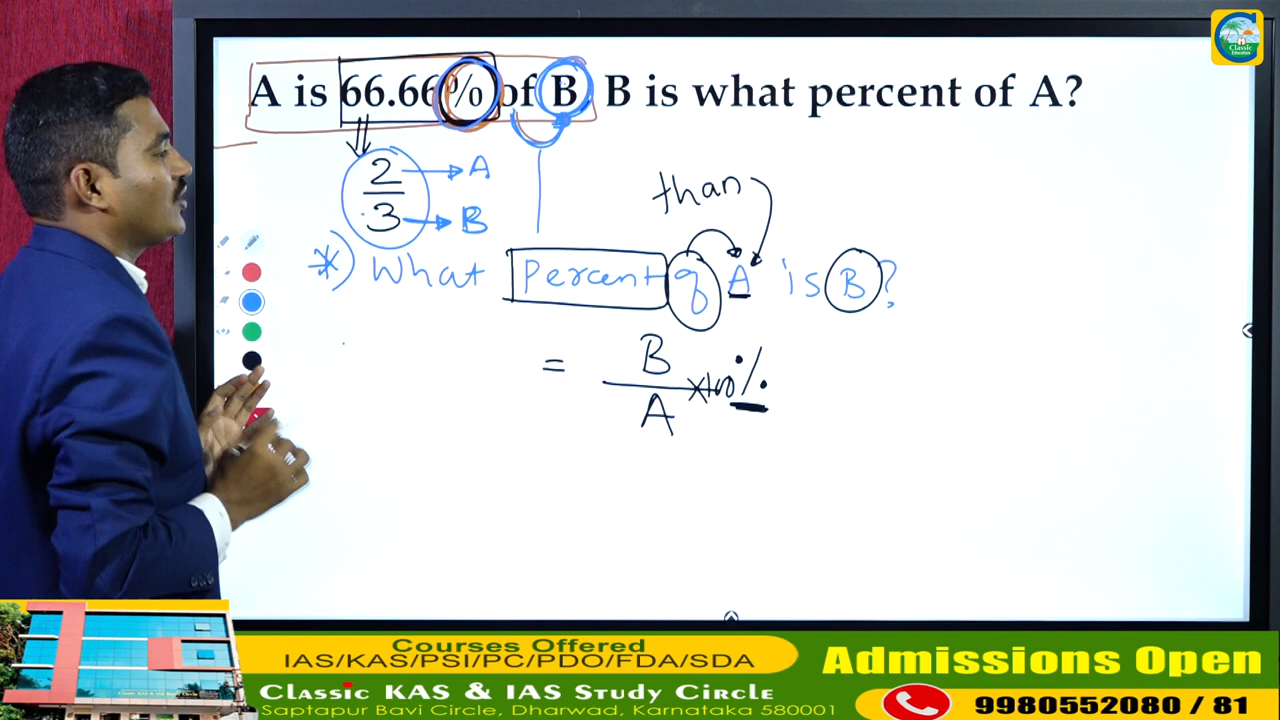 Classic
Education
A is 66.66% of B B is what percent of A?
2 → A
3 → B
than
*) What Percent of A is B?
= B
A ×100%
Courses Offered
IAS/KAS/PSI/PC/PDO/FDA/SDA
Classic KAS & IAS Study Circle
Saptapur Bavi Circle, Dharwad, Karnataka 580001
Admissions Open
9980552080 / 81